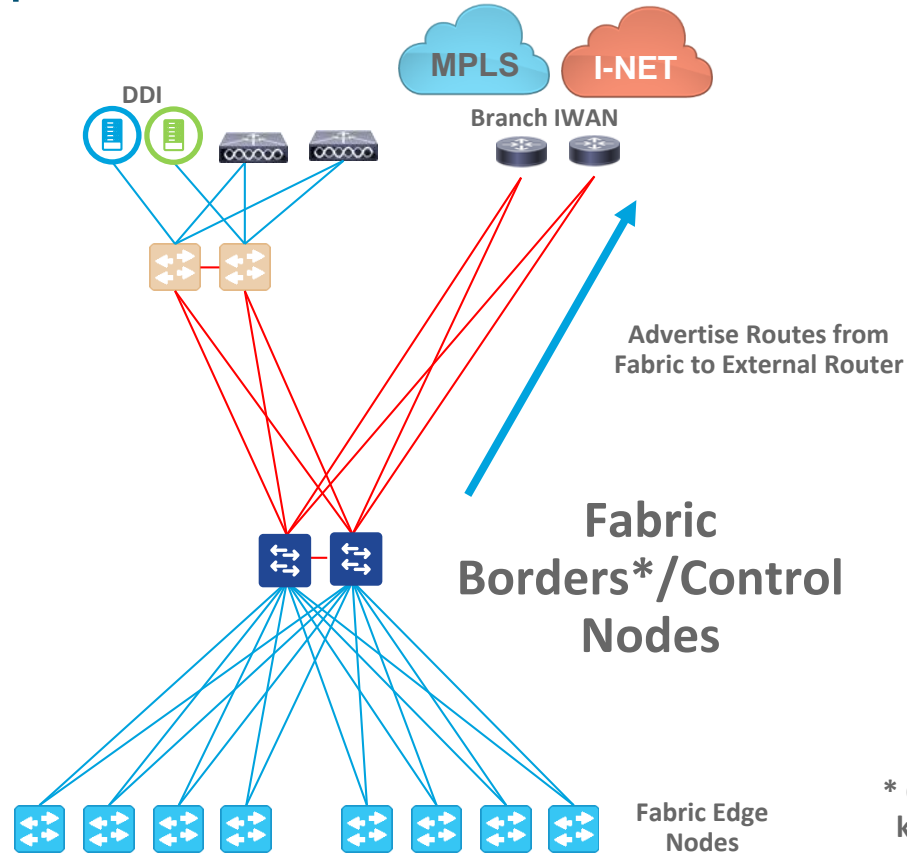 MPLS
I-NET
DDI
Branch IWAN
Advertise Routes from
Fabric to External Router
Fabric
Borders*/Control
Nodes
Fabric Edge
Nodes
*
k